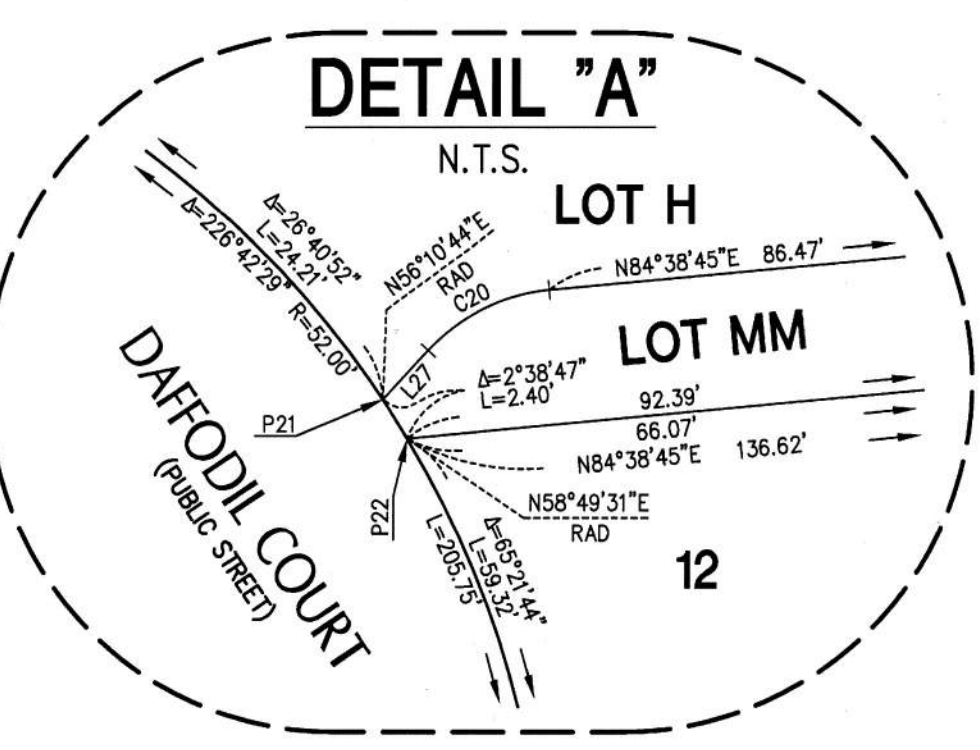 DETAIL "A"
N.T.S.
LOT H
Δ=26°40'52"
L=24.21'
Δ=226°42'29" R=52.00'
N56°10'44"E
RAD
C20
N84°38'45"E 86.47'
LOT MM
L27
Δ=2°38'47"
L=2.40'
92.39'
66.07'
N84°38'45"E 136.62'
P21
P22
N58°49'31"E
RAD
DAFFODIL COURT
(PUBLIC STREET)
Δ=65°21'44"
L=59.32'
L=205.75'
12